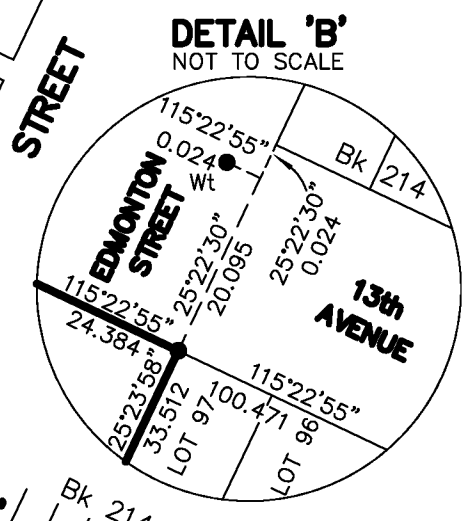 DETAIL 'B'
NOT TO SCALE
STREET
115°22'55"
0.024
Wt
Bk 214
EDMONTON
STREET
25°22'30"
20.095
25°22'30"
0.024
13th
AVENUE
115°22'55"
24.384
25°23'58"
33.512
LOT 97
100.471
115°22'55"
LOT 96
Bk 214